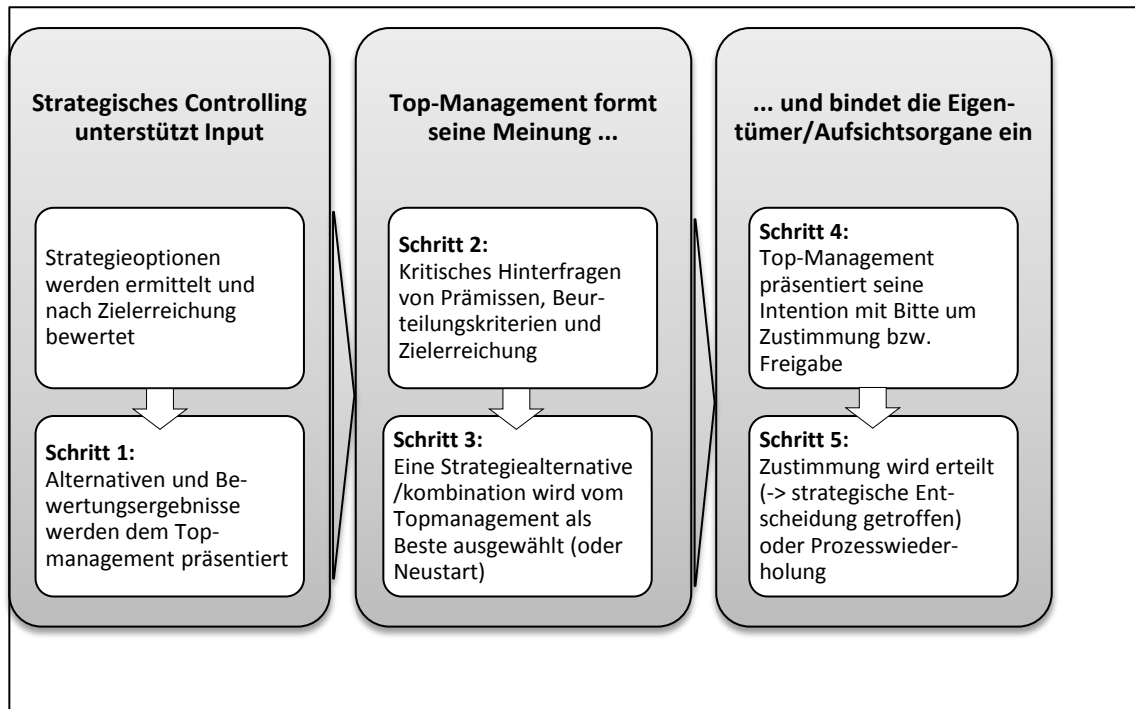 Strategisches Controlling
unterstützt Input
Strategieoptionen
werden ermittelt und
nach Zielerreichung
bewertet
Schritt 1:
Alternativen und Be-
wertungsergebnisse
werden dem Top-
management präsentiert
Top-Management formt
seine Meinung ...
Schritt 2:
Kritisches Hinterfragen
von Prämissen, Beur-
teilungskriterien und
Zielerreichung
Schritt 3:
Eine Strategiealternative
/kombination wird vom
Topmanagement als
Beste ausgewählt (oder
Neustart)
... und bindet die Eigen-
tümer/Aufsichtsorgane ein
Schritt 4:
Top-Management
präsentiert seine
Intention mit Bitte um
Zustimmung bzw.
Freigabe
Schritt 5:
Zustimmung wird erteilt
(-> strategische Ent-
scheidung getroffen)
oder Prozesswieder-
holung